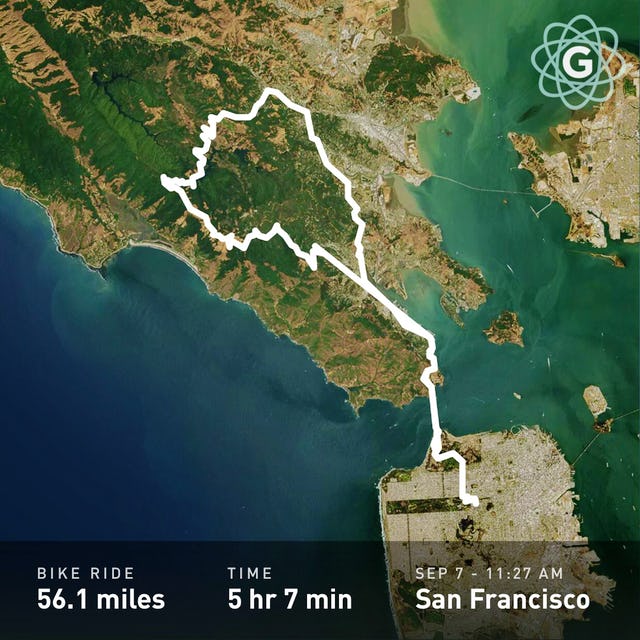 G
BIKE RIDE
56.1 miles
TIME
5 hr 7 min
SEP 7 - 11:27 AM
San Francisco